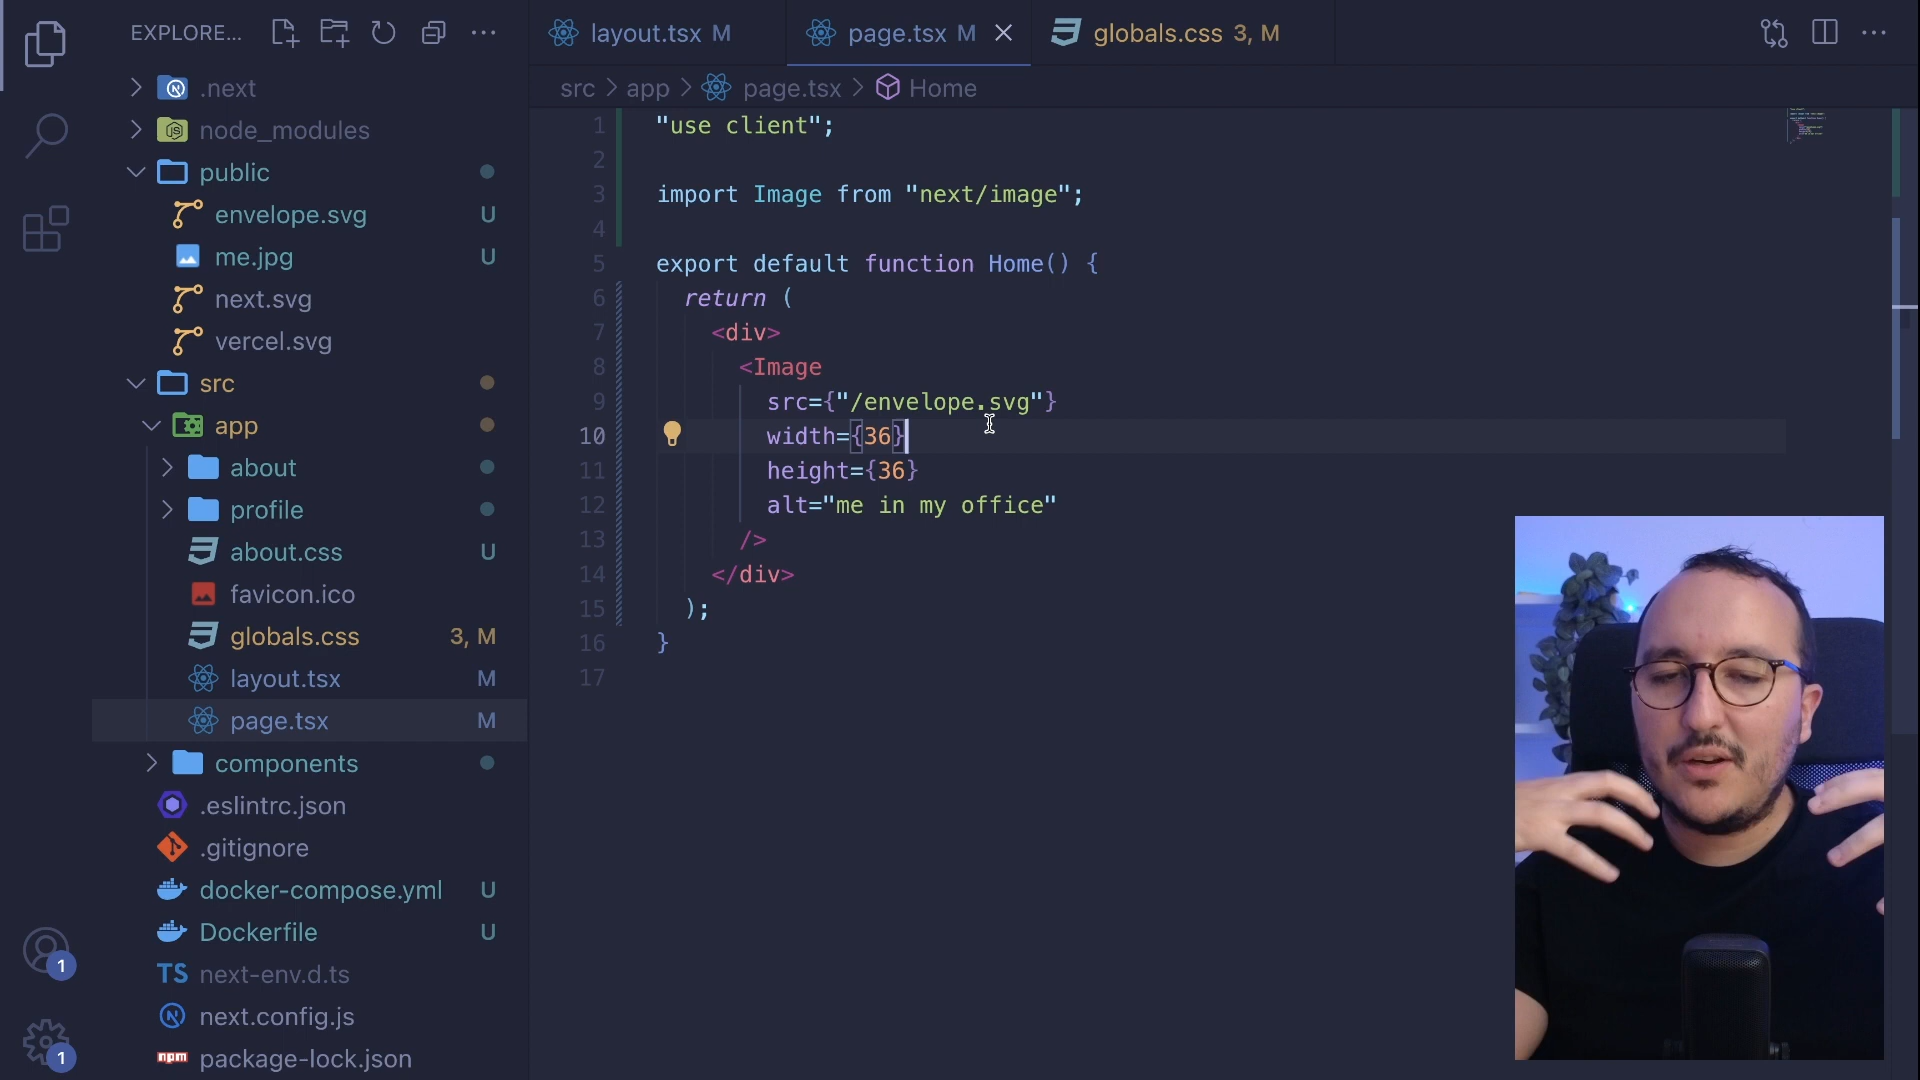 EXPLORE...
.next
node_modules
public
envelope.svg U
me.jpg U
next.svg
vercel.svg
src
app
about
profile
about.css U
favicon.ico
globals.css 3, M
layout.tsx M
page.tsx M
components
.eslintrc.json
.gitignore
docker-compose.yml U
Dockerfile U
TS next-env.d.ts
next.config.js
npm package-lock.json
1
1
layout.tsx M
page.tsx M
globals.css 3, M
src > app > page.tsx > Home
1 "use client";
2
3 import Image from "next/image";
4
5 export default function Home() {
6 return (
7 <div>
8 <Image
9 src={"/envelope.svg"}
10 width={36}
11 height={36}
12 alt="me in my office"
13 />
14 </div>
15 );
16 }
17